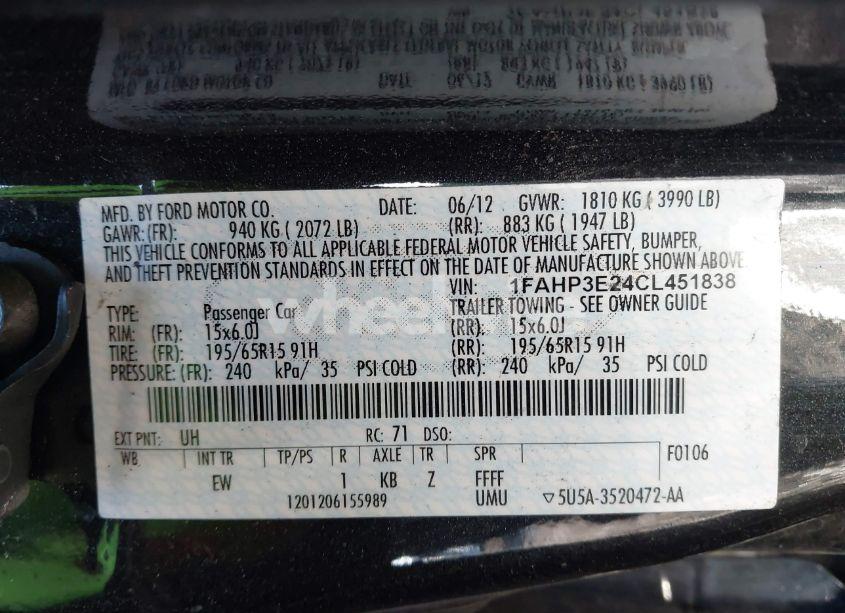 MFD. BY FORD MOTOR CO. DATE: 06/12 GVWR: 1810 KG ( 3990 LB)
GAWR: (FR): 940 KG ( 2072 LB) (RR): 883 KG ( 1947 LB)
THIS VEHICLE CONFORMS TO ALL APPLICABLE FEDERAL MOTOR VEHICLE SAFETY, BUMPER,
AND THEFT PREVENTION STANDARDS IN EFFECT ON THE DATE OF MANUFACTURE SHOWN ABOVE
VIN: 1FAHP3E24CL451838
TYPE: Passenger Car TRAILER TOWING - SEE OWNER GUIDE
RIM: (FR): 15x6.0J (RR): 15x6.0J
TIRE: (FR): 195/65R15 91H (RR): 195/65R15 91H
PRESSURE: (FR): 240 kPa/ 35 PSI COLD (RR): 240 kPa/ 35 PSI COLD
EXT PNT: UH RC: 71 DSO:
WB INT TR TP/PS R AXLE TR SPR F0106
EW 1 KB Z FFFF
1201206155989 UMU ▽5U5A-3520472-AA